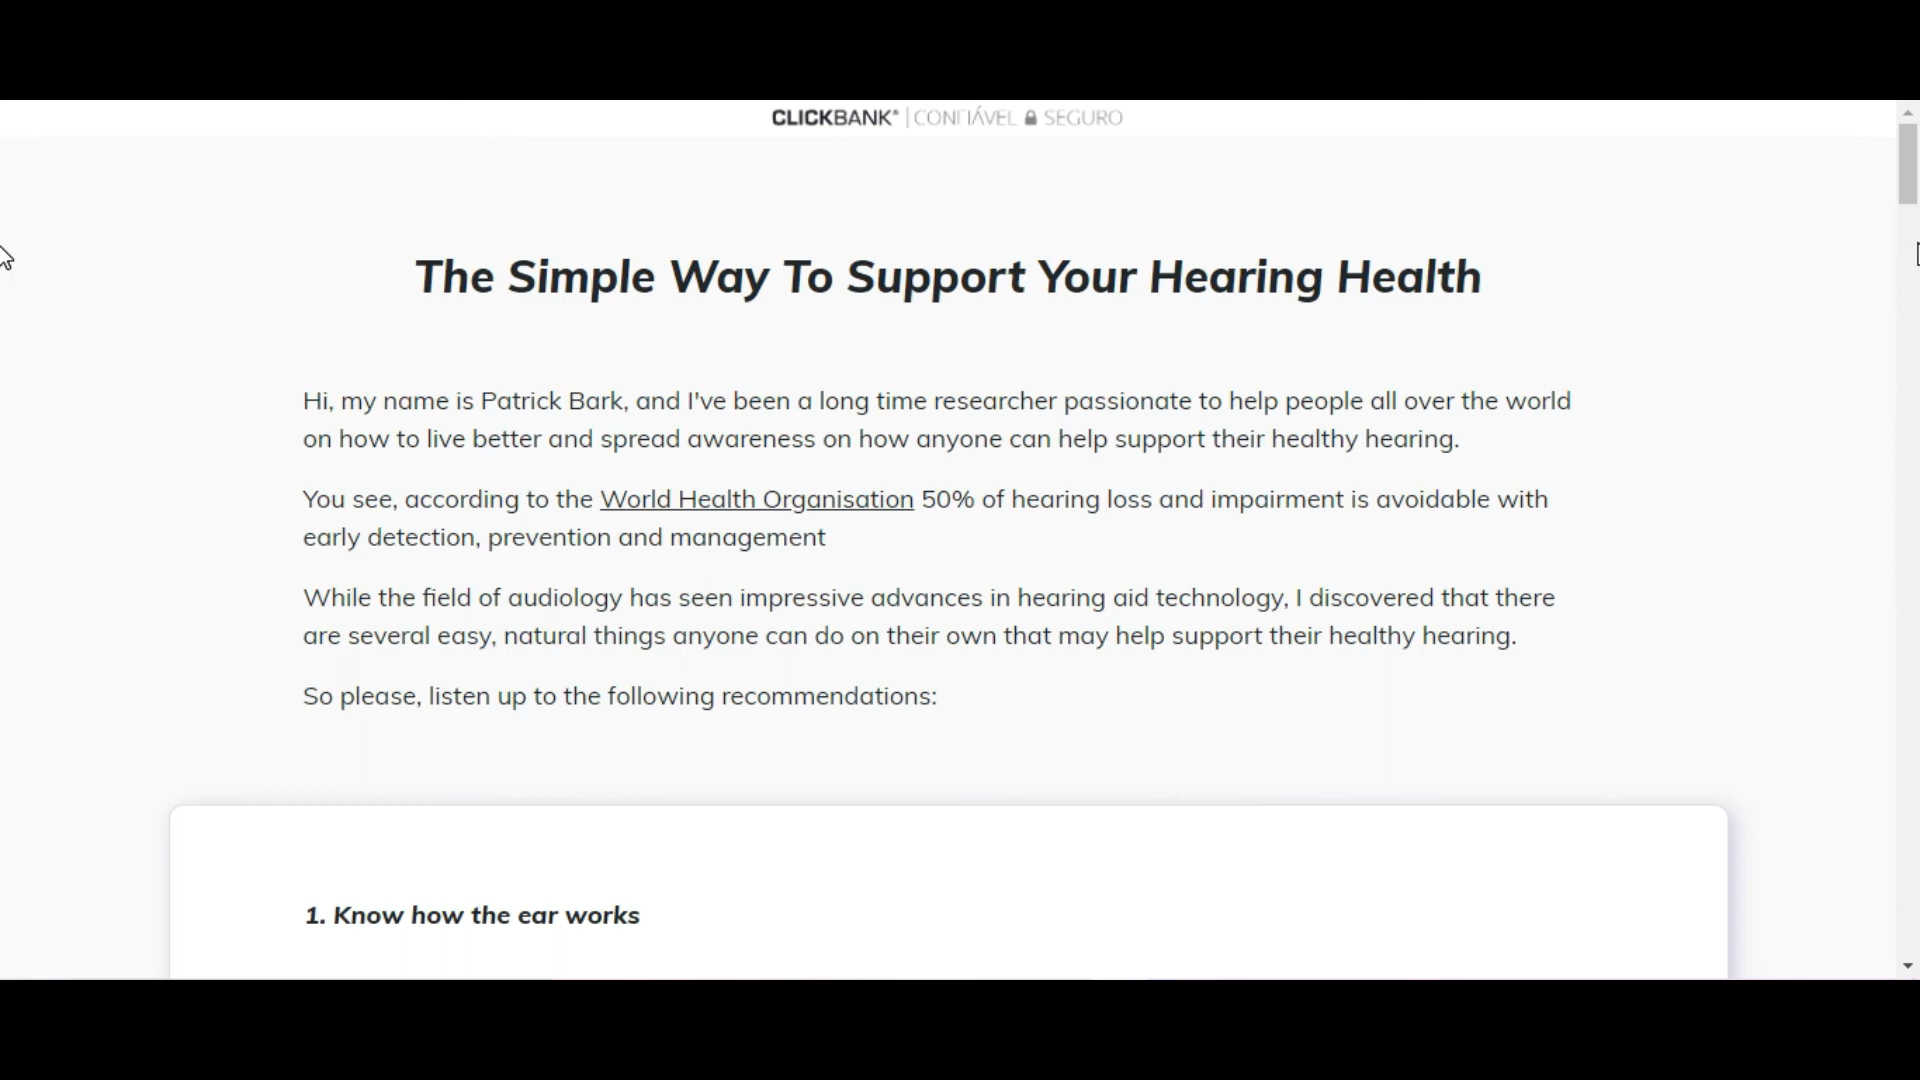 CLICKBANK® | CONFIÁVEL SEGURO
The Simple Way To Support Your Hearing Health
Hi, my name is Patrick Bark, and I've been a long time researcher passionate to help people all over the world
on how to live better and spread awareness on how anyone can help support their healthy hearing.
You see, according to the World Health Organisation 50% of hearing loss and impairment is avoidable with
early detection, prevention and management
While the field of audiology has seen impressive advances in hearing aid technology, I discovered that there
are several easy, natural things anyone can do on their own that may help support their healthy hearing.
So please, listen up to the following recommendations:
1. Know how the ear works